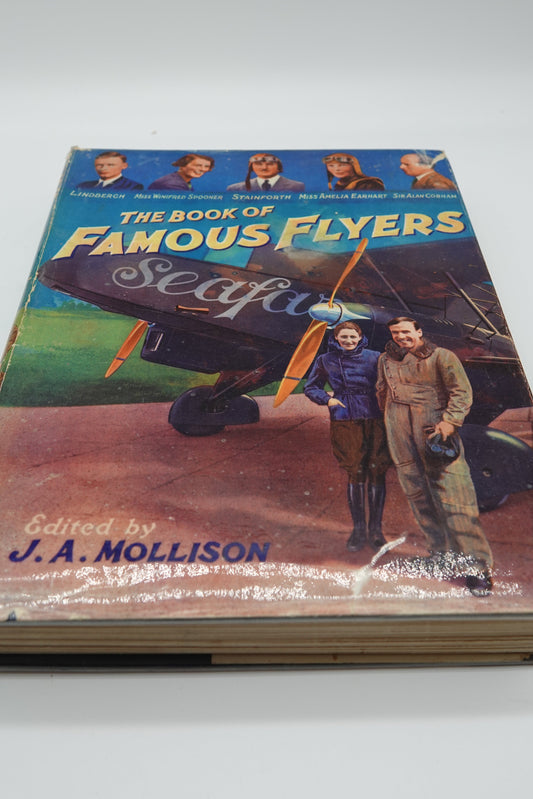 LINDBERGH MISS WINIFRED SPOONER STAINFORTH MISS AMELIA EARHART SIR ALAN COBHAM
THE BOOK OF
FAMOUS FLYERS
Seafa
Edited by
J. A. MOLLISON